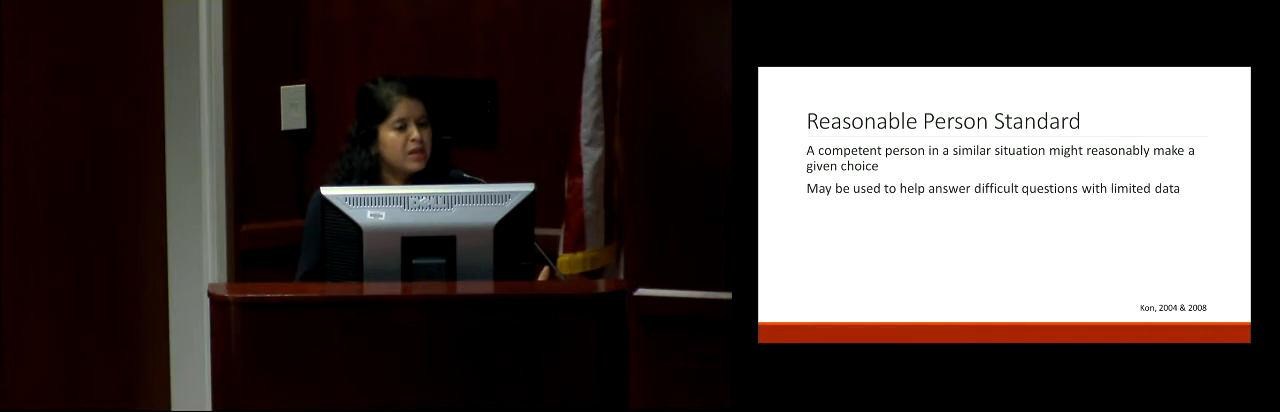 Reasonable Person Standard
A competent person in a similar situation might reasonably make a
given choice
May be used to help answer difficult questions with limited data
Kon, 2004 & 2008